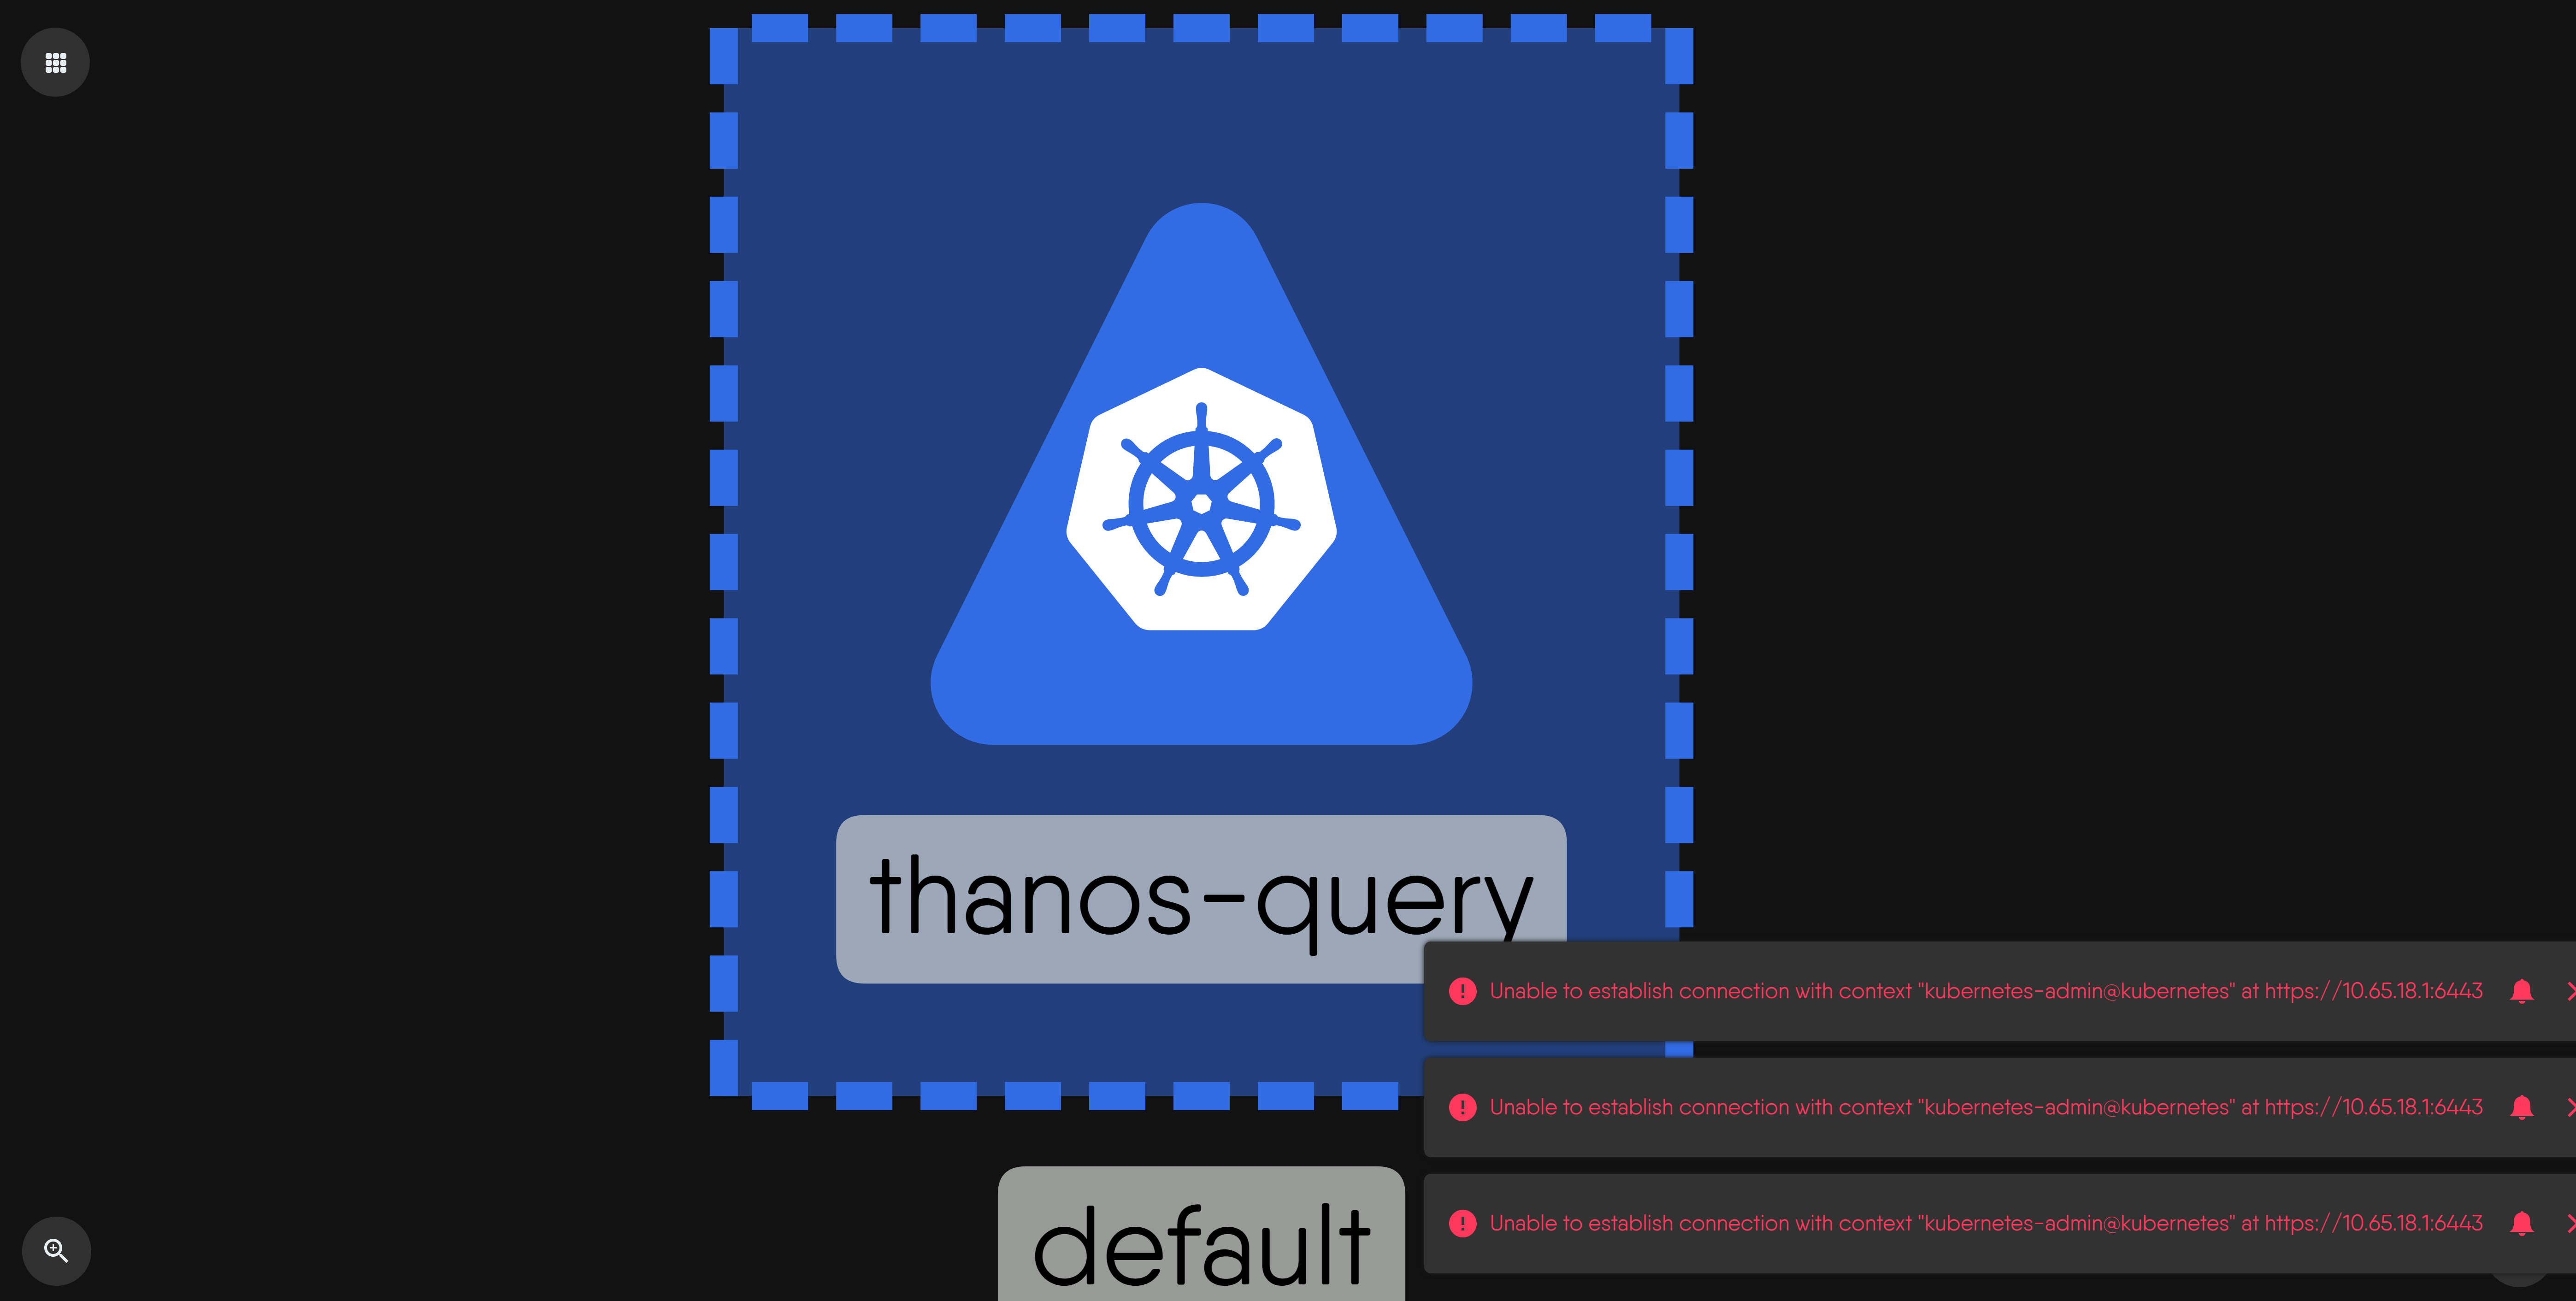 thanos-query
Unable to establish connection with context "kubernetes-admin@kubernetes" at https://10.65.18.1:6443
Unable to establish connection with context "kubernetes-admin@kubernetes" at https://10.65.18.1:6443
default
Unable to establish connection with context "kubernetes-admin@kubernetes" at https://10.65.18.1:6443